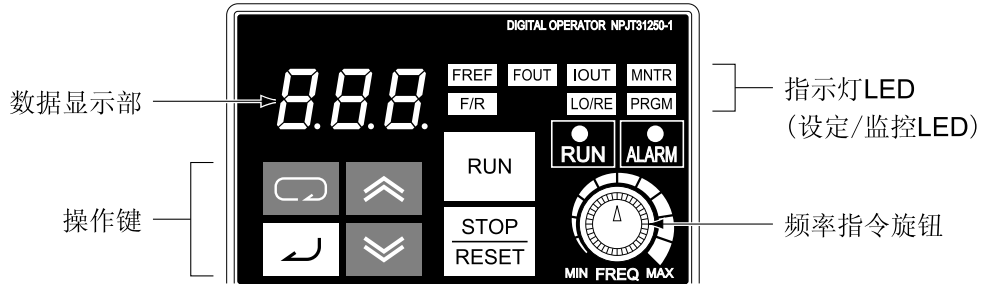 DIGITAL OPERATOR NPJT31250-1
8.8.8.
FREF FOUT IOUT MNTR
F/R LO/RE PRGM
数据显示部
指示灯LED
(设定/监控LED)
RUN ALARM
RUN
操作键
STOP
RESET
频率指令旋钮
MIN FREQ MAX